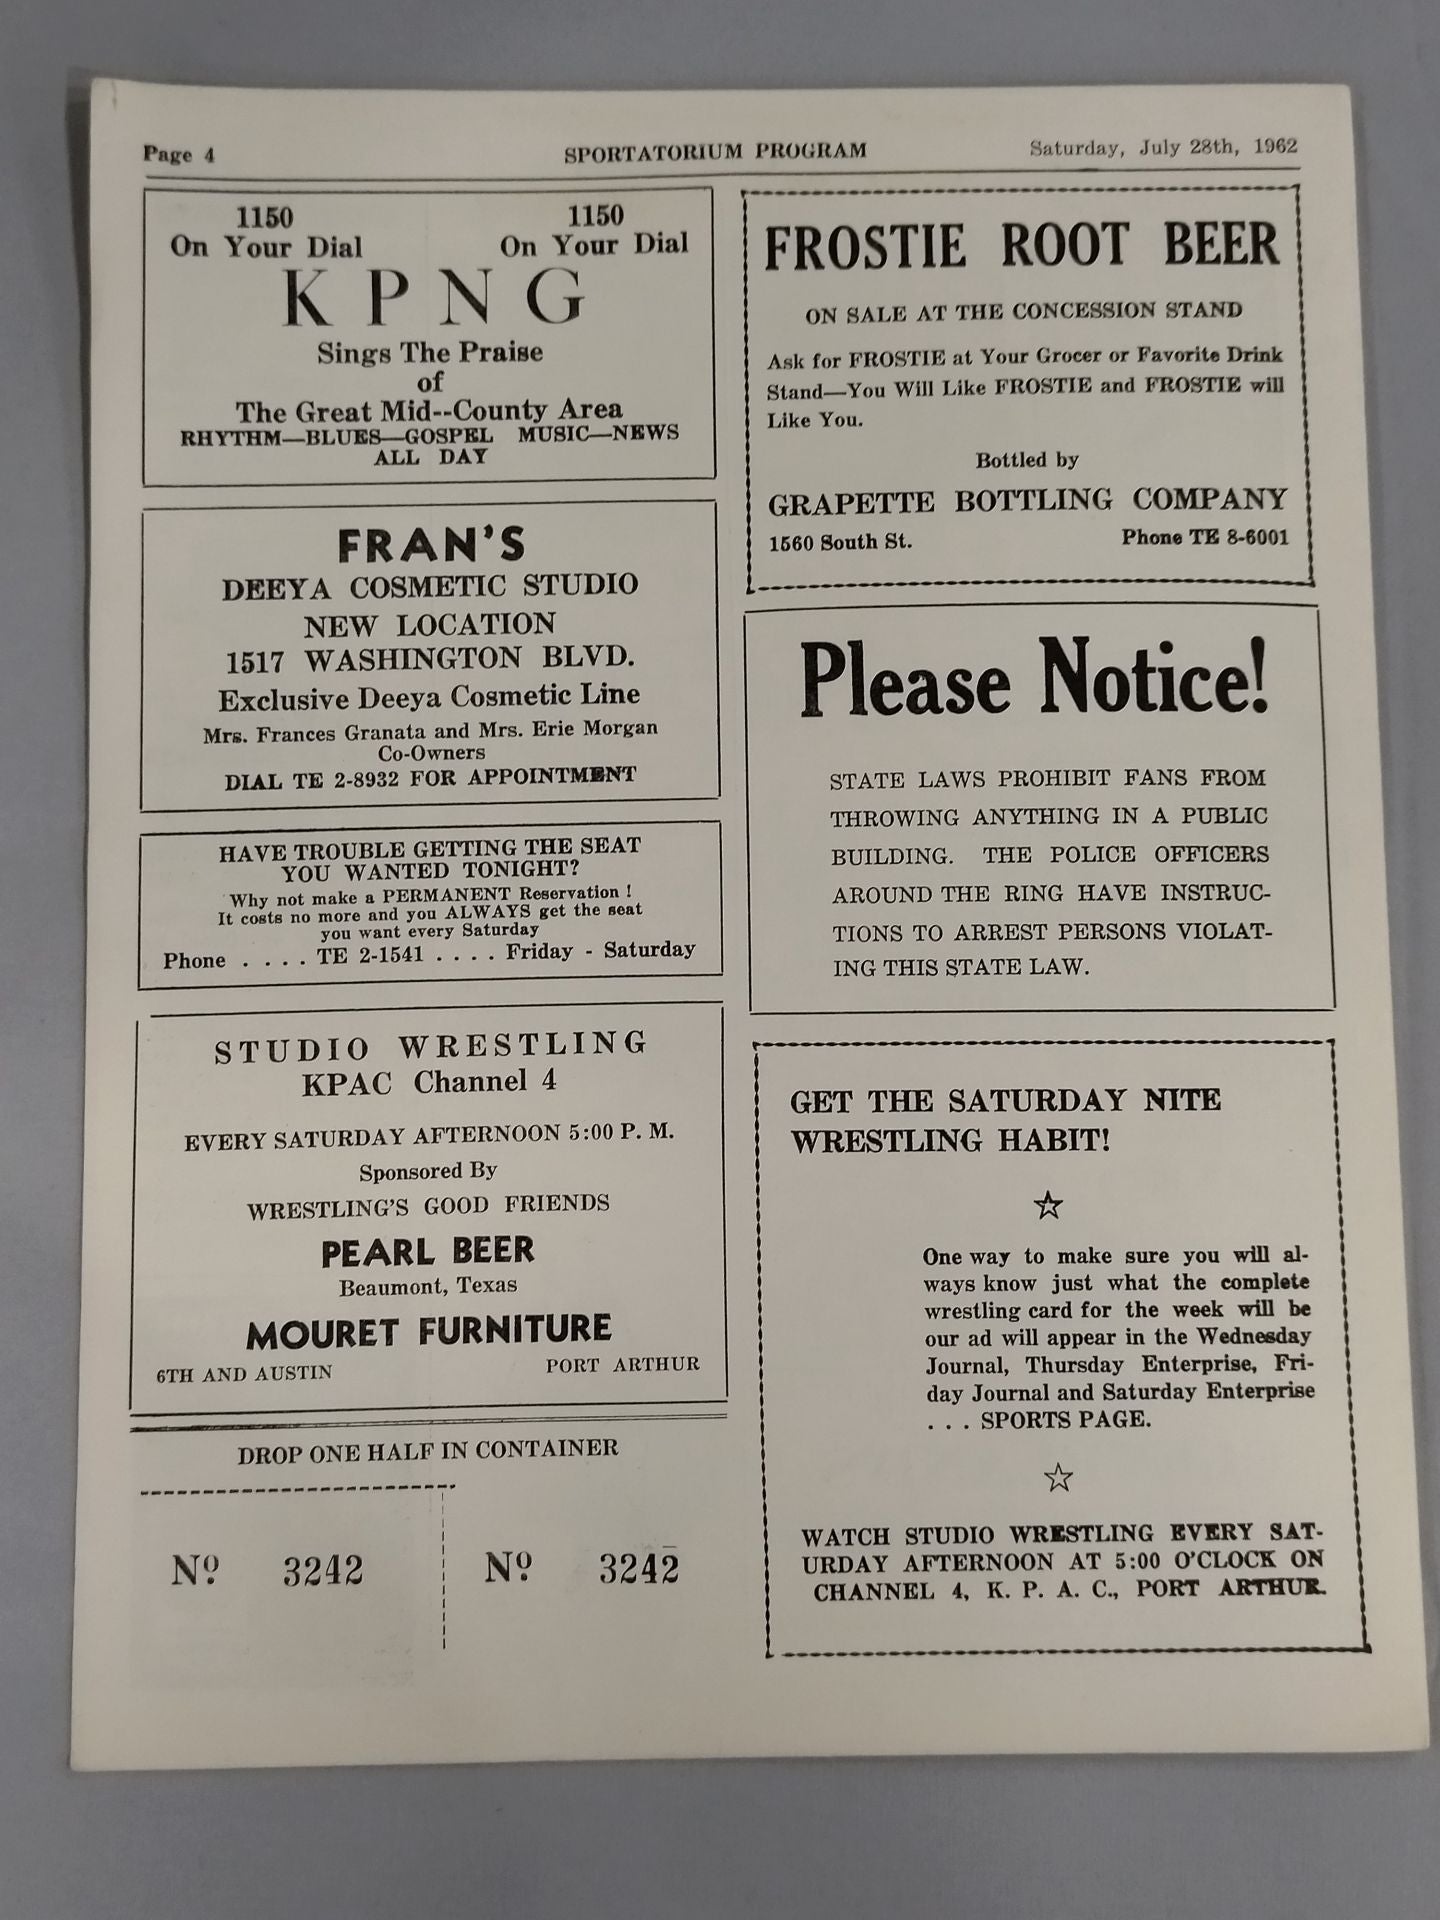 Page 4
SPORTATORIUM PROGRAM
Saturday, July 28th, 1962
1150 1150
On Your Dial On Your Dial
KPNG
Sings The Praise
of
The Great Mid--County Area
RHYTHM—BLUES—GOSPEL MUSIC—NEWS
ALL DAY
FRAN'S
DEEYA COSMETIC STUDIO
NEW LOCATION
1517 WASHINGTON BLVD.
Exclusive Deeya Cosmetic Line
Mrs. Frances Granata and Mrs. Erie Morgan
Co-Owners
DIAL TE 2-8932 FOR APPOINTMENT
HAVE TROUBLE GETTING THE SEAT
YOU WANTED TONIGHT?
Why not make a PERMANENT Reservation !
It costs no more and you ALWAYS get the seat
you want every Saturday
Phone . . . . TE 2-1541 . . . . Friday - Saturday
STUDIO WRESTLING
KPAC Channel 4
EVERY SATURDAY AFTERNOON 5:00 P. M.
Sponsored By
WRESTLING'S GOOD FRIENDS
PEARL BEER
Beaumont, Texas
MOURET FURNITURE
6TH AND AUSTIN PORT ARTHUR
DROP ONE HALF IN CONTAINER
Nº 3242 Nº 3242
FROSTIE ROOT BEER
ON SALE AT THE CONCESSION STAND
Ask for FROSTIE at Your Grocer or Favorite Drink
Stand—You Will Like FROSTIE and FROSTIE will
Like You.
Bottled by
GRAPETTE BOTTLING COMPANY
1560 South St. Phone TE 8-6001
Please Notice!
STATE LAWS PROHIBIT FANS FROM
THROWING ANYTHING IN A PUBLIC
BUILDING. THE POLICE OFFICERS
AROUND THE RING HAVE INSTRUC-
TIONS TO ARREST PERSONS VIOLAT-
ING THIS STATE LAW.
GET THE SATURDAY NITE
WRESTLING HABIT!
One way to make sure you will al-
ways know just what the complete
wrestling card for the week will be
our ad will appear in the Wednesday
Journal, Thursday Enterprise, Fri-
day Journal and Saturday Enterprise
. . . SPORTS PAGE.
WATCH STUDIO WRESTLING EVERY SAT-
URDAY AFTERNOON AT 5:00 O'CLOCK ON
CHANNEL 4, K. P. A. C., PORT ARTHUR.